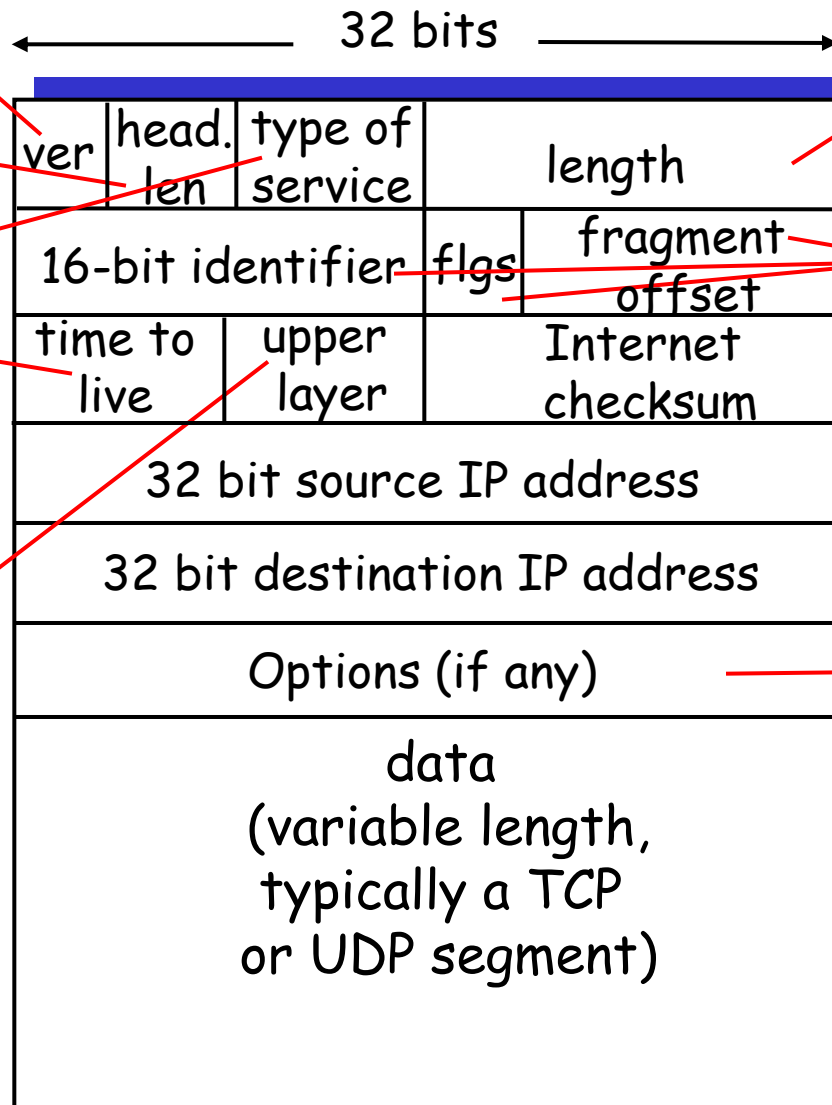 32 bits
ver
head.
len
type of
service
length
16-bit identifier
flgs
fragment
offset
time to
live
upper
layer
Internet
checksum
32 bit source IP address
32 bit destination IP address
Options (if any)
data
(variable length,
typically a TCP
or UDP segment)